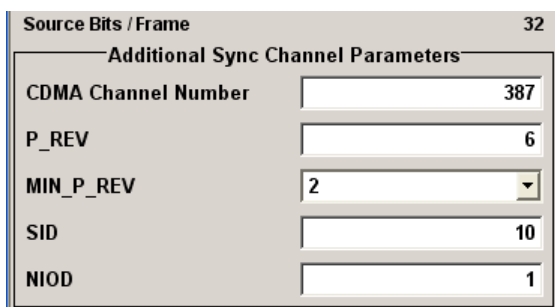 Source Bits / Frame 32
Additional Sync Channel Parameters
CDMA Channel Number 387
P_REV 6
MIN_P_REV 2
SID 10
NIOD 1